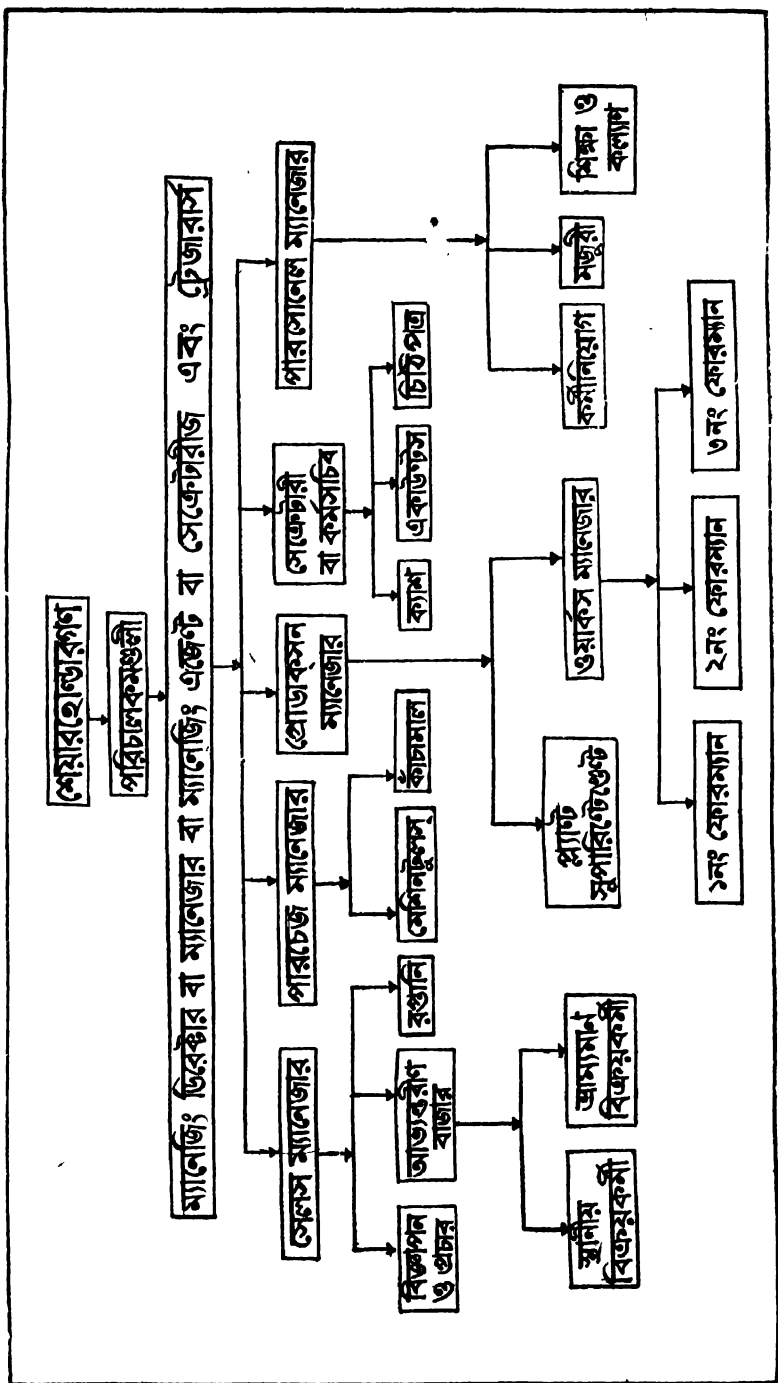 শেয়ারহোল্ডারগণ
পরিচালকমণ্ডলী
ম্যানেজিং ডিরেক্টার বা ম্যানেজার বা ম্যানেজিং এজেন্ট বা সেক্রেটারীজ এবং ট্রেজারার্স
সেলস ম্যানেজার
পারচেজ ম্যানেজার
প্রোডাকসন
ম্যানেজার
সেক্রেটারী
বা কর্মসচিব
পারসোনেল ম্যানেজার
বিজ্ঞাপন
ও প্রচার
আভ্যন্তরীণ
বাজার
রপ্তানি
মেশিনটুলস্
কাঁচামাল
ক্যাশ
একাউন্টস
চিঠিপত্র
স্থানীয়
বিক্রয়কর্মী
ভ্রাম্যমান
বিক্রয়কর্মী
প্ল্যান্ট
সুপারিন্টেণ্ডেন্ট
ওয়ার্কস ম্যানেজার
কর্মীনিয়োগ
মজুরী
শিক্ষা ও
কল্যাণ
১নং ফোরম্যান
২নং ফোরম্যান
৩নং ফোরম্যান